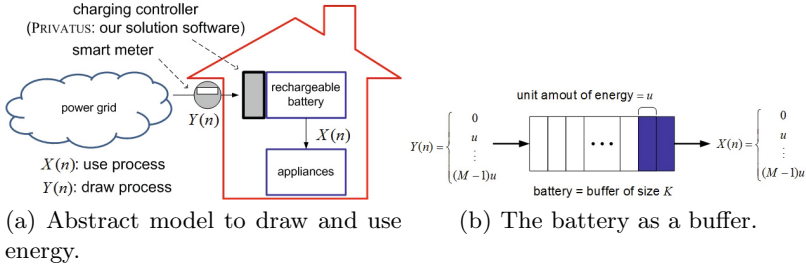 charging controller
(PRIVATUS: our solution software)
smart meter
power grid
rechargeable
battery
Y(n)
X(n)
X(n): use process
Y(n): draw process
appliances
(a) Abstract model to draw and use
energy.
unit amout of energy = u
Y(n) = { 0 u ⋮ (M−1)u
...
X(n) = { 0 u ⋮ (M−1)u
battery = buffer of size K
(b) The battery as a buffer.